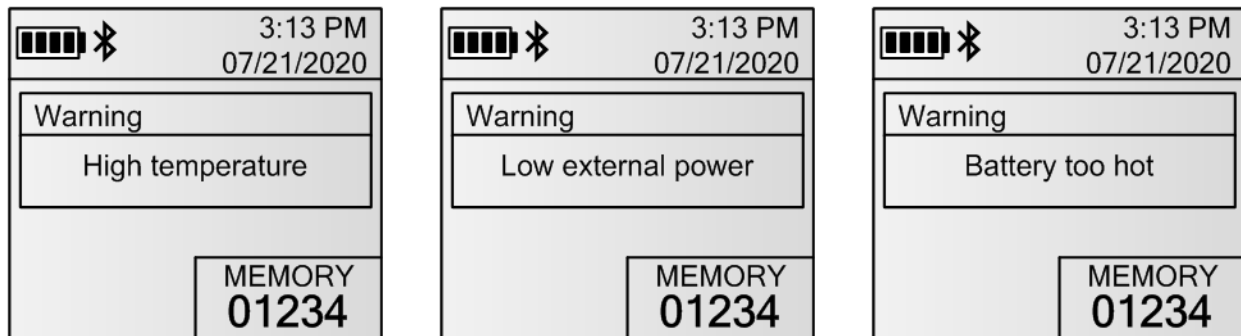 3:13 PM
07/21/2020
Warning
High temperature
MEMORY
01234
3:13 PM
07/21/2020
Warning
Low external power
MEMORY
01234
3:13 PM
07/21/2020
Warning
Battery too hot
MEMORY
01234